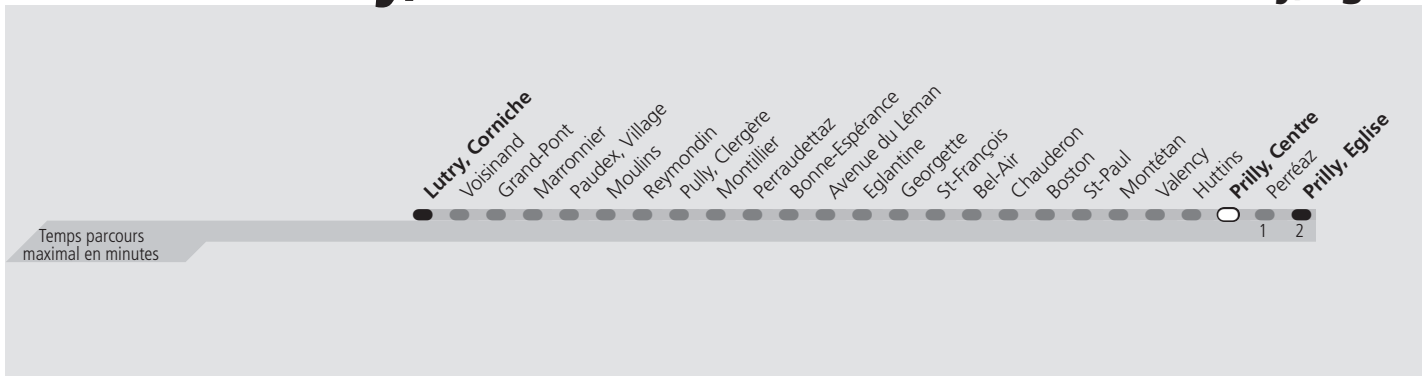 Lutry, Corniche
Voisinand
Grand-Pont
Marronnier
Paudex, Village
Moulins
Reymondin
Pully, Clergère
Montillier
Perraudettaz
Bonne-Espérance
Avenue du Léman
Eglantine
Georgette
St-François
Bel-Air
Chauderon
Boston
St-Paul
Montétan
Valency
Huttins
Prilly, Centre
Perréaz
Prilly, Eglise
Temps parcours
maximal en minutes
1 2